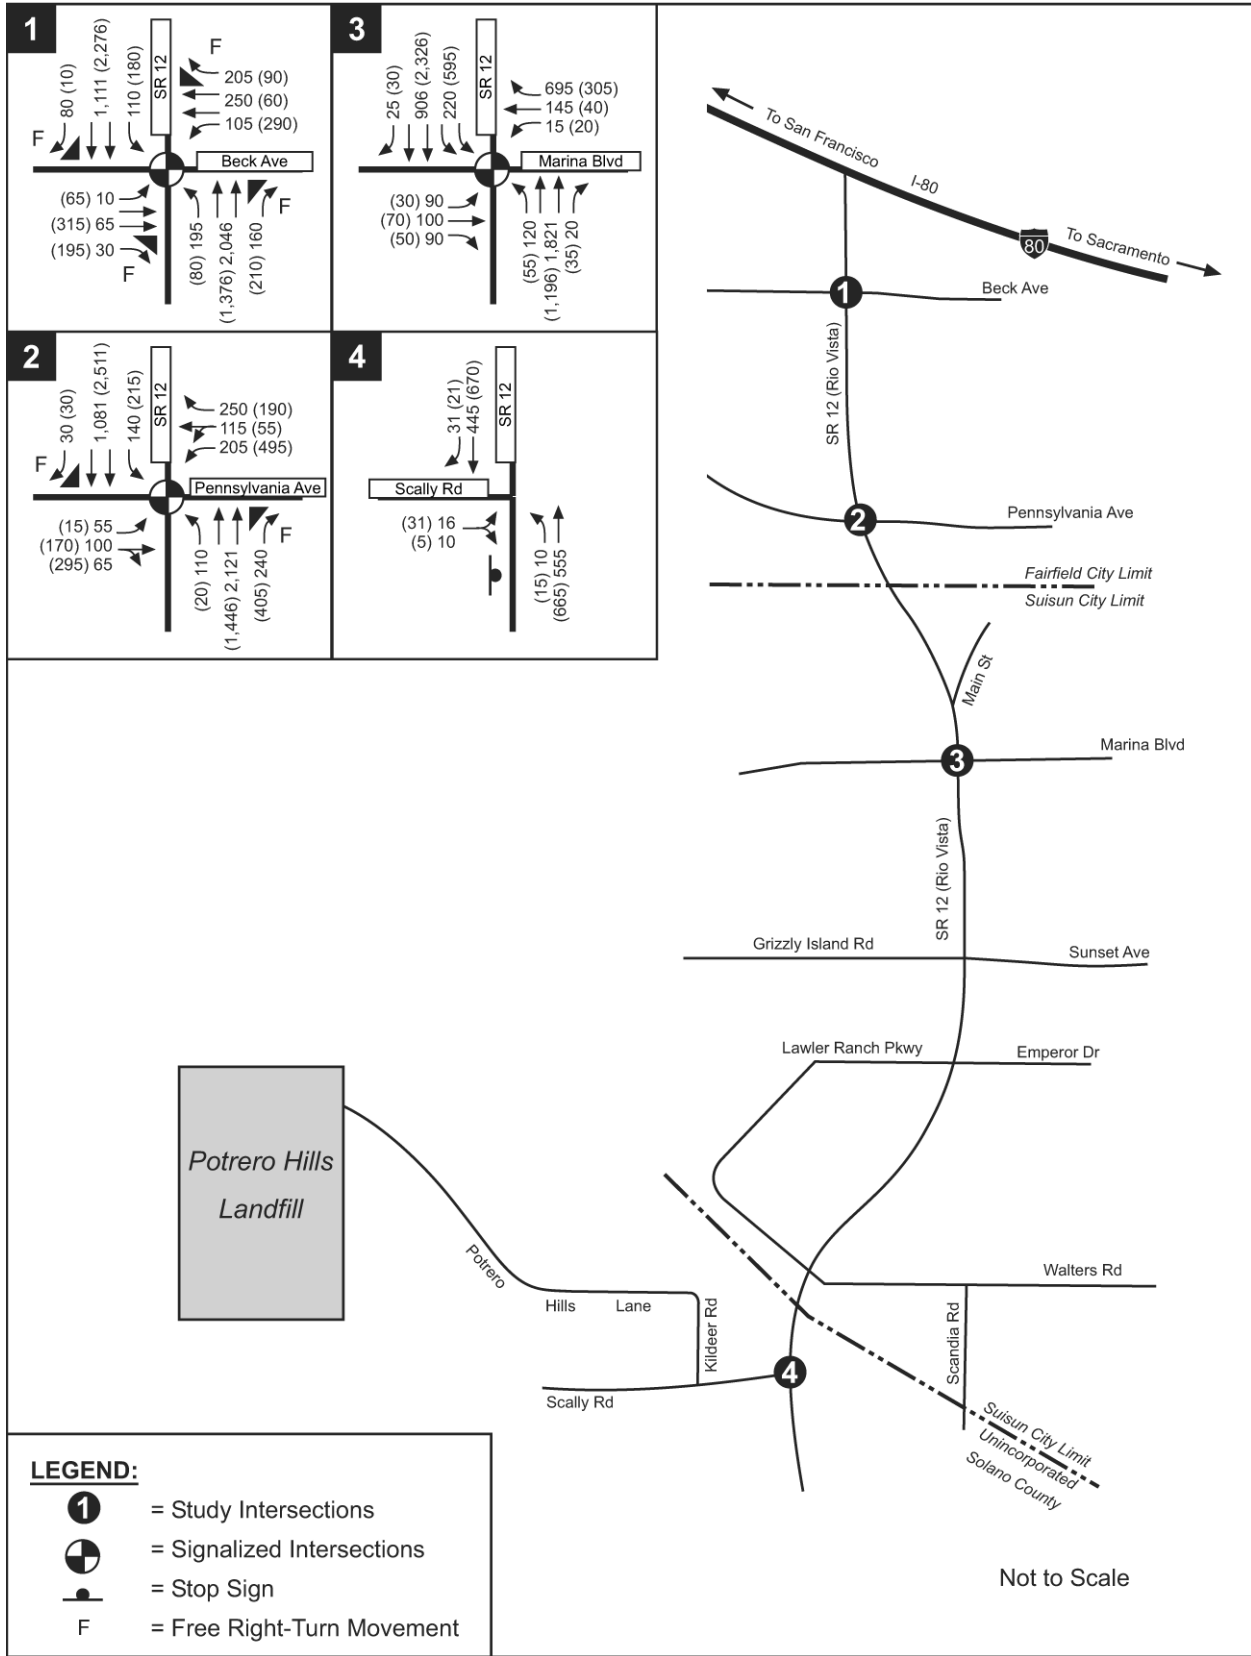 1
80 (10)
1,111 (2,276)
110 (180)
SR 12
F
205 (90)
250 (60)
105 (290)
F
Beck Ave
(65) 10
(315) 65
(195) 30
F
(80) 195
(1,376) 2,046
(210) 160
F
3
25 (30)
906 (2,326)
220 (595)
SR 12
695 (305)
145 (40)
15 (20)
Marina Blvd
(30) 90
(70) 100
(50) 90
(55) 120
(1,196) 1,821
(35) 20
2
30 (30)
1,081 (2,511)
140 (215)
SR 12
250 (190)
115 (55)
205 (495)
F
Pennsylvania Ave
(15) 55
(170) 100
(295) 65
(20) 110
(1,446) 2,121
(405) 240
F
4
31 (21)
445 (670)
SR 12
Scally Rd
(31) 16
(5) 10
(15) 10
(665) 555
To San Francisco
I-80
80
To Sacramento
1
Beck Ave
SR 12 (Rio Vista)
2
Pennsylvania Ave
Fairfield City Limit
Suisun City Limit
Main St
3
Marina Blvd
SR 12 (Rio Vista)
Grizzly Island Rd
Sunset Ave
Lawler Ranch Pkwy
Emperor Dr
Potrero Hills
Landfill
Potrero
Hills
Lane
Kildeer Rd
Walters Rd
Scandia Rd
4
Scally Rd
Suisun City Limit
Unincorporated
Solano County
LEGEND:
1 = Study Intersections
= Signalized Intersections
= Stop Sign
F = Free Right-Turn Movement
Not to Scale